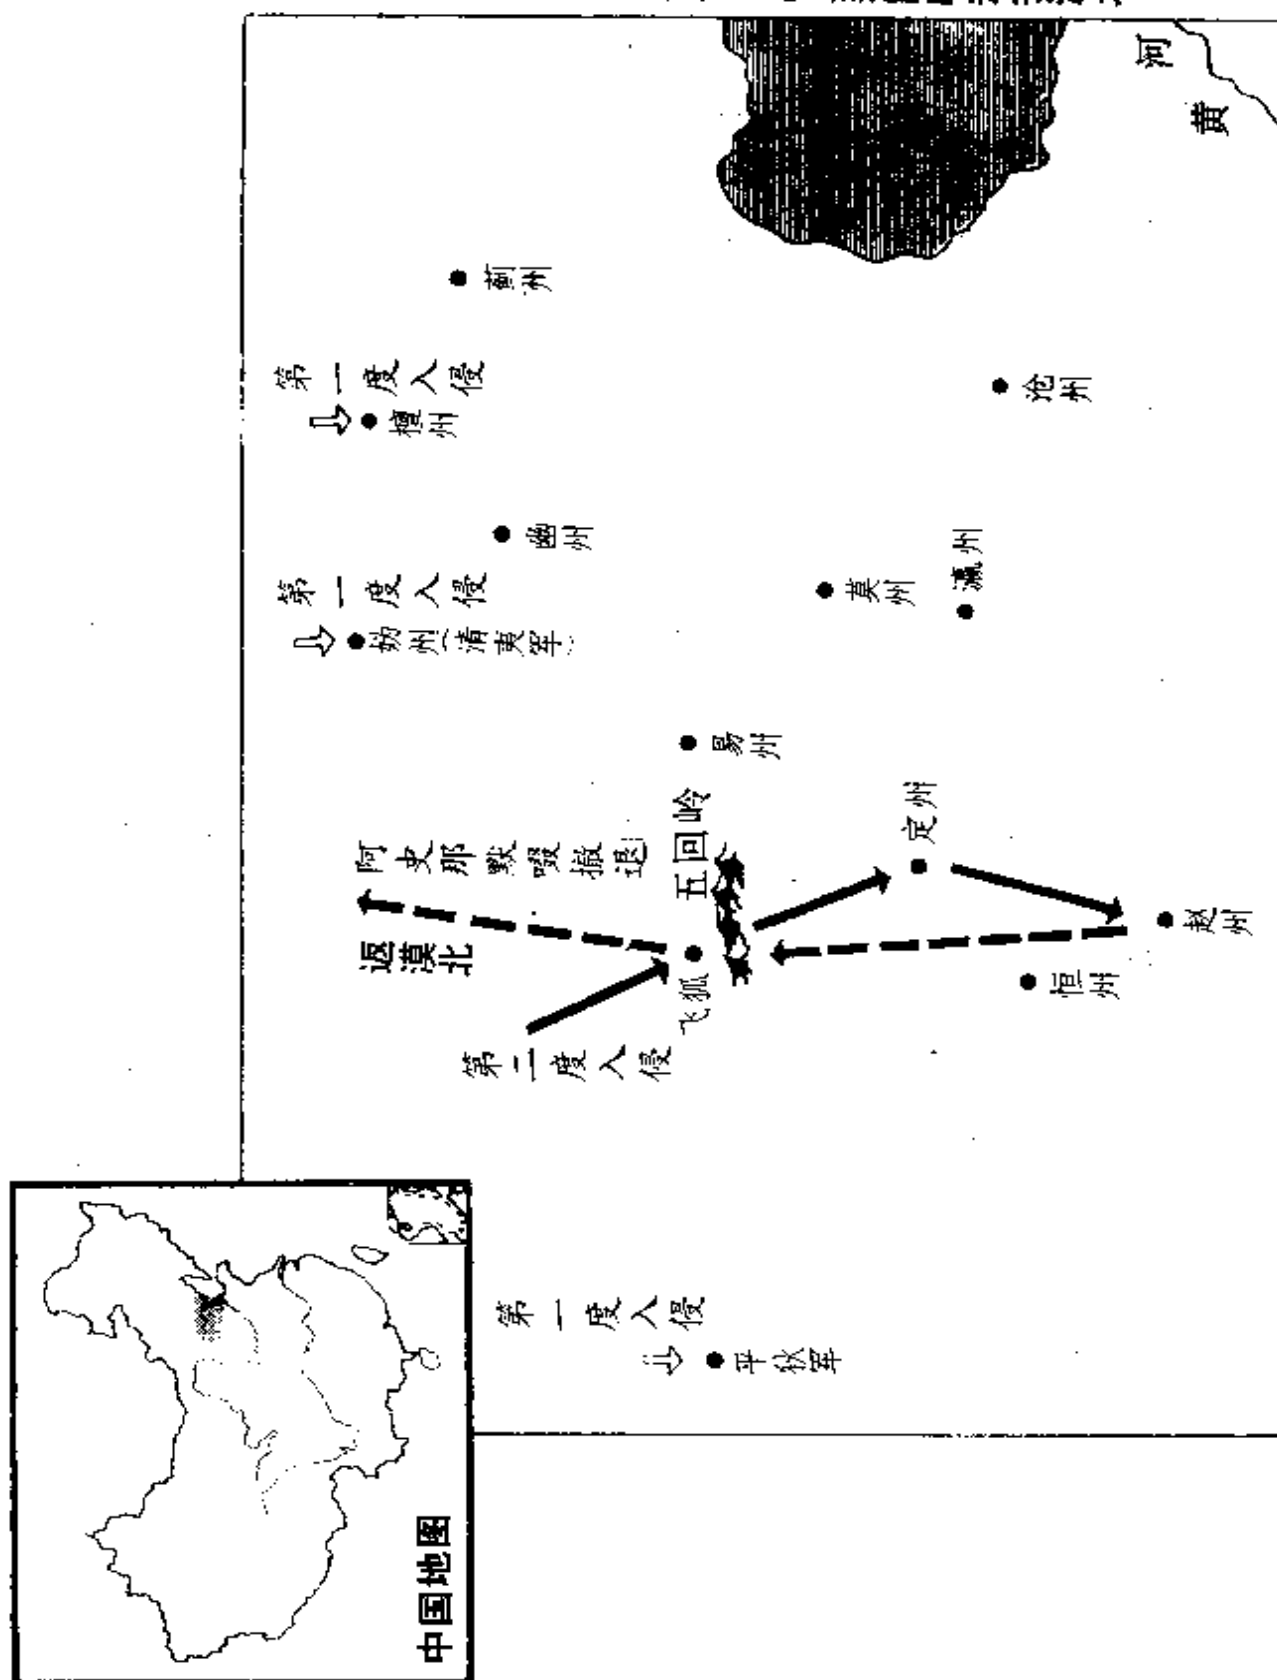 黄河
蓟州
第一度入侵
檀州
沧州
幽州
第一度入侵
妫州(清夷军)
莫州
瀛州
易州
五回岭
定州
阿史那默啜撤退
返漠北
飞狐
赵州
恒州
第二度入侵
第一度入侵
平狄军
中国地图